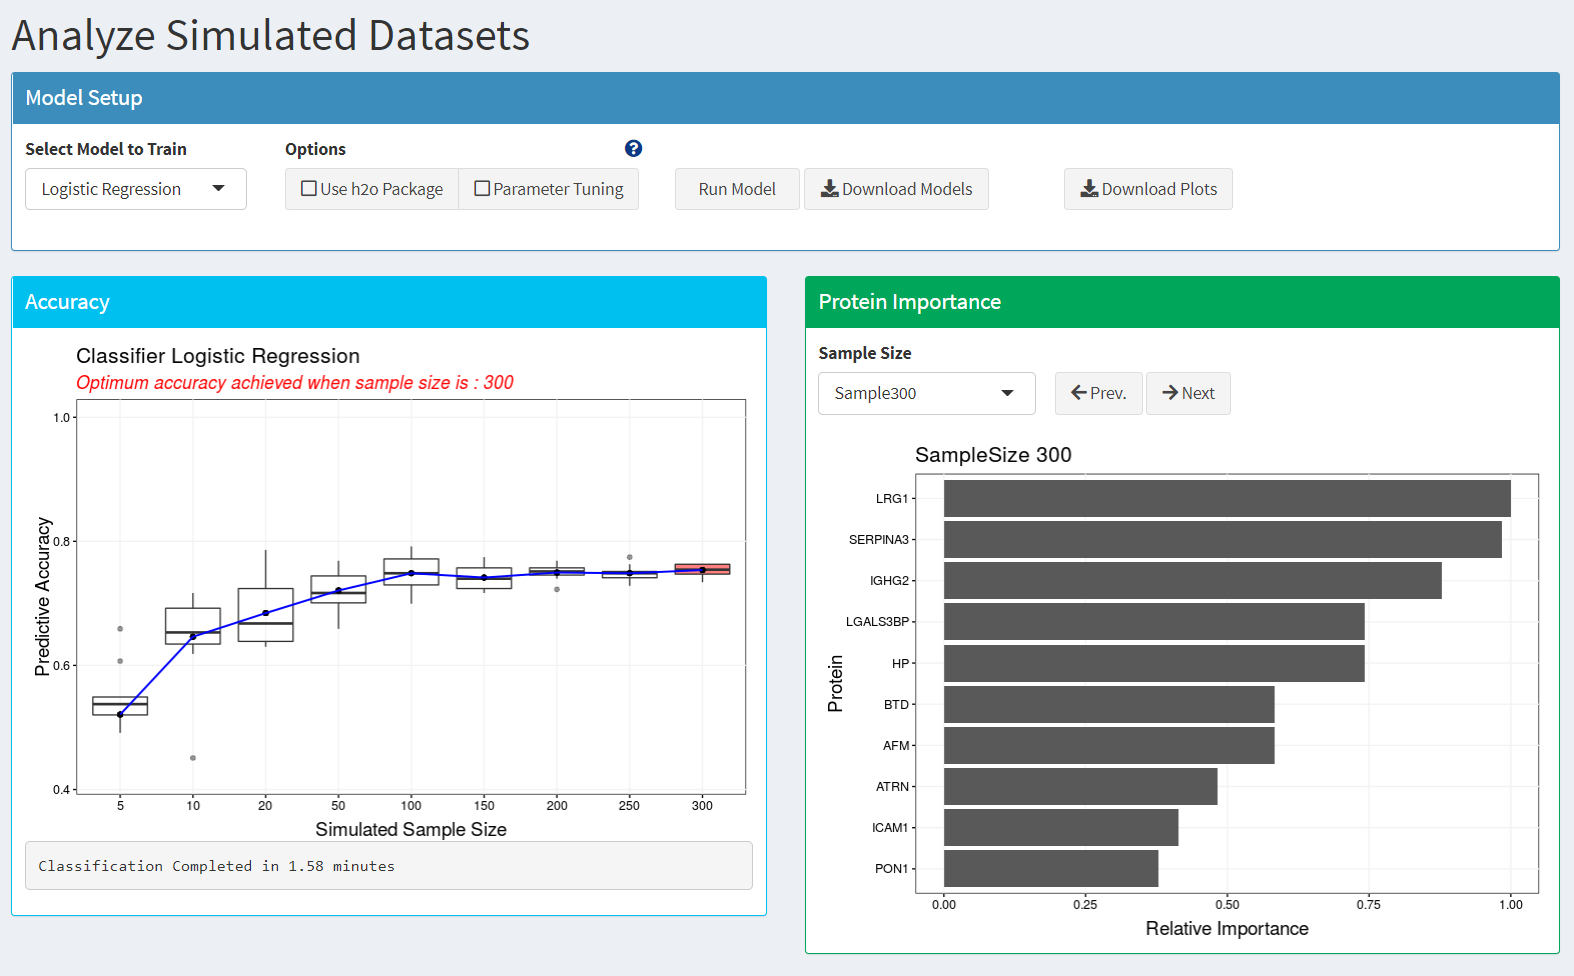 Analyze Simulated Datasets
Model Setup
Select Model to Train
Options
?
Logistic Regression
Use h2o Package
Parameter Tuning
Run Model
Download Models
Download Plots
Accuracy
Classifier Logistic Regression
Optimum accuracy achieved when sample size is : 300
Predictive Accuracy
1.0
0.8
0.6
0.4
5 10 20 50 100 150 200 250 300
Simulated Sample Size
Classification Completed in 1.58 minutes
Protein Importance
Sample Size
Sample300
Prev.
Next
SampleSize 300
Protein
LRG1
SERPINA3
IGHG2
LGALS3BP
HP
BTD
AFM
ATRN
ICAM1
PON1
0.00 0.25 0.50 0.75 1.00
Relative Importance